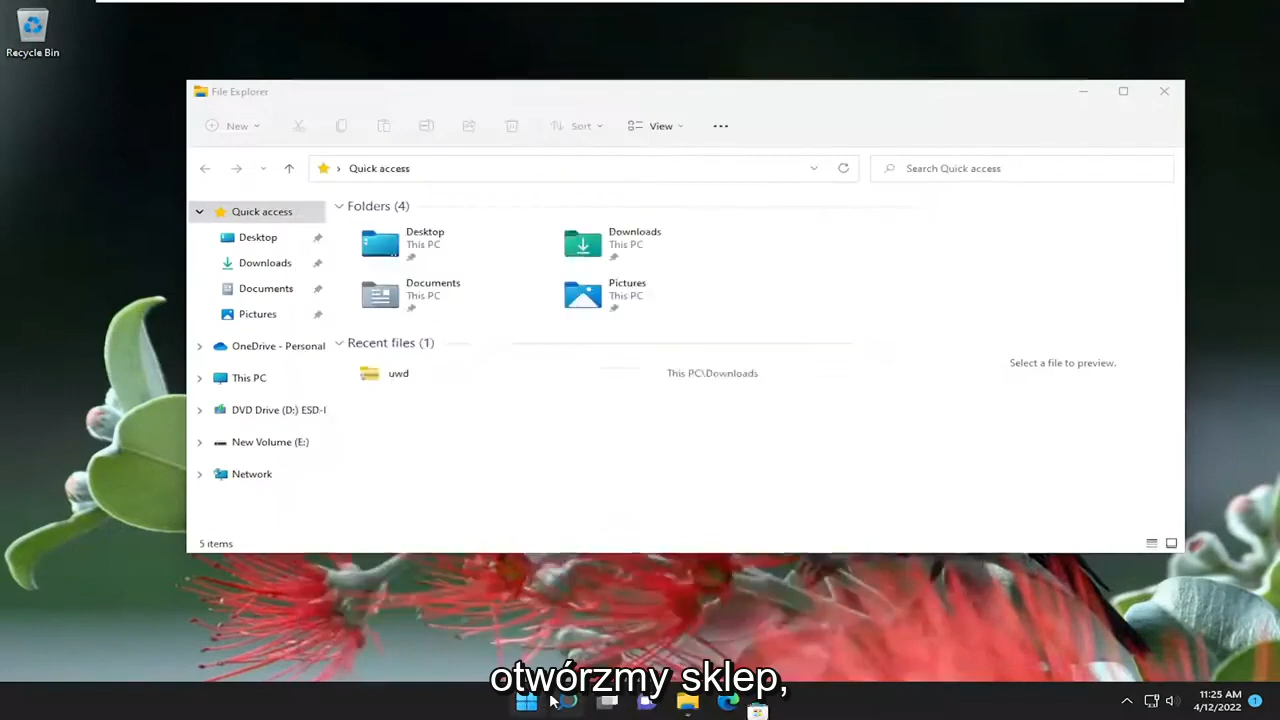 Recycle Bin
File Explorer
New
Sort
View
Quick access
Search Quick access
Quick access
Desktop
Downloads
Documents
Pictures
OneDrive - Personal
This PC
DVD Drive (D:) ESD-I
New Volume (E:)
Network
Folders (4)
Desktop
This PC
Downloads
This PC
Documents
This PC
Pictures
This PC
Recent files (1)
uwd
This PC\Downloads
Select a file to preview.
5 items
otwórzmy sklep,
11:25 AM
4/12/2022
1